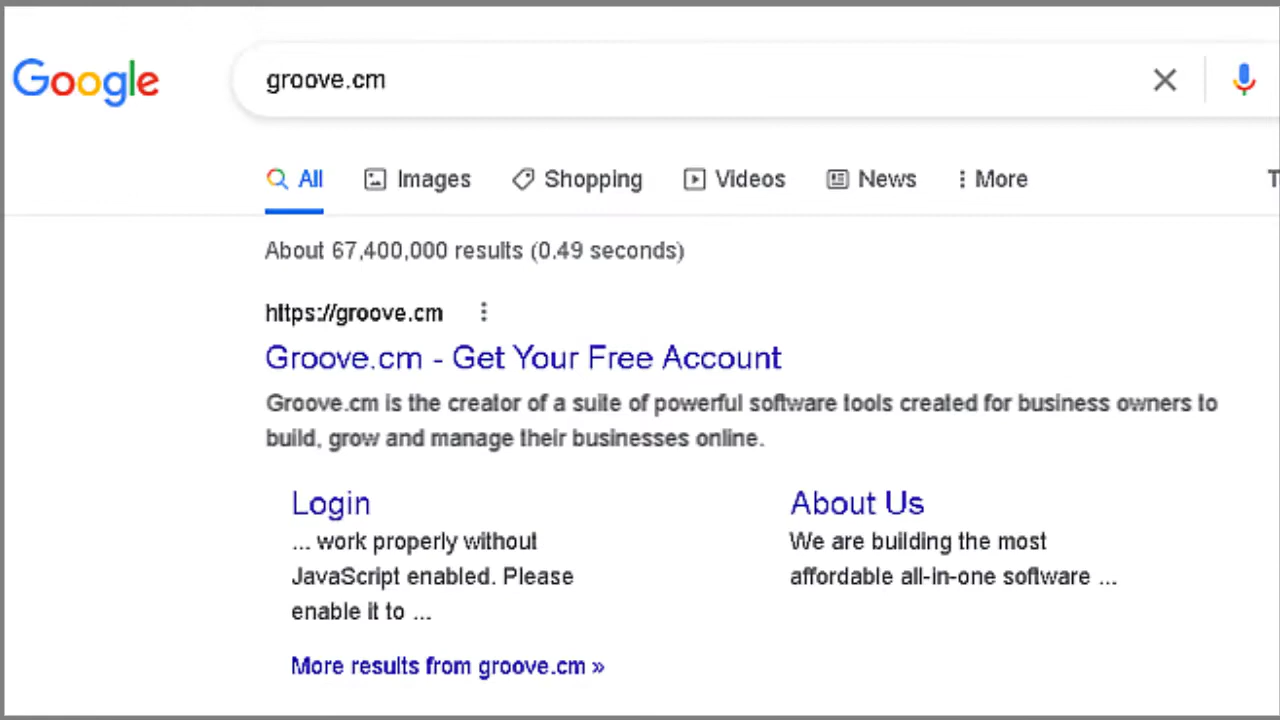 Google
groove.cm
All Images Shopping Videos News More T
About 67,400,000 results (0.49 seconds)
https://groove.cm
Groove.cm - Get Your Free Account
Groove.cm is the creator of a suite of powerful software tools created for business owners to
build, grow and manage their businesses online.
Login
... work properly without
JavaScript enabled. Please
enable it to ...
About Us
We are building the most
affordable all-in-one software ...
More results from groove.cm »